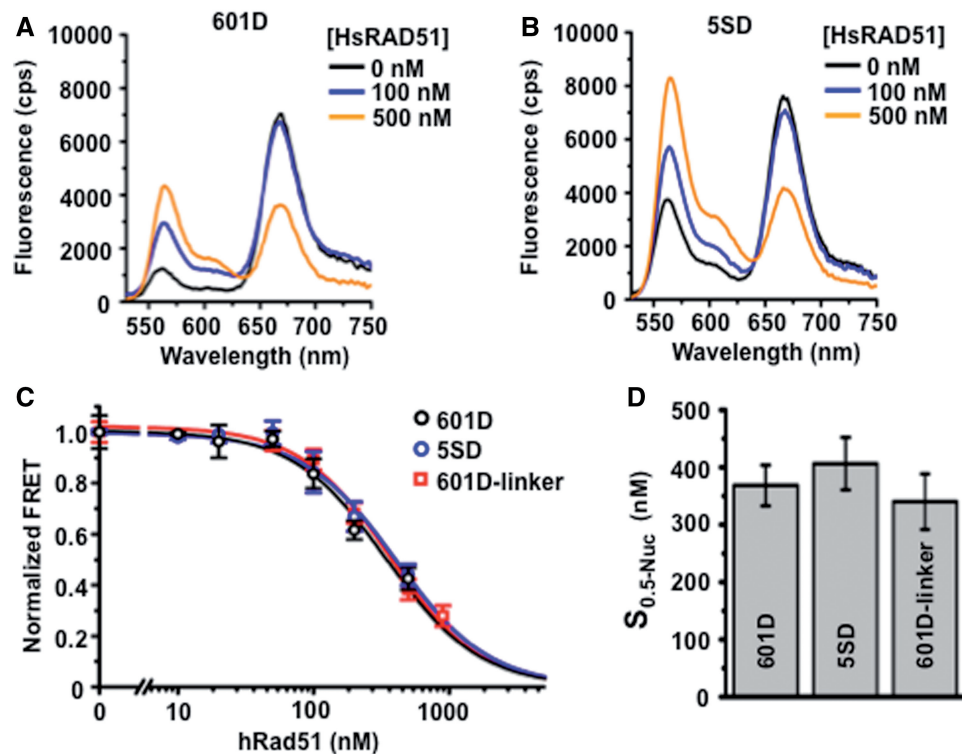 A
601D
10000
8000
6000
4000
2000
0
Fluorescence (cps)
[HsRAD51]
0 nM
100 nM
500 nM
550 600 650 700 750
Wavelength (nm)
B
5SD
10000
8000
6000
4000
2000
0
Fluorescence (cps)
[HsRAD51]
0 nM
100 nM
500 nM
550 600 650 700 750
Wavelength (nm)
C
1.0
0.8
0.6
0.4
0.2
0
Normalized FRET
601D
5SD
601D-linker
0 10 100 1000
hRad51 (nM)
D
500
400
300
200
100
0
S0.5-Nuc (nM)
601D
5SD
601D-linker